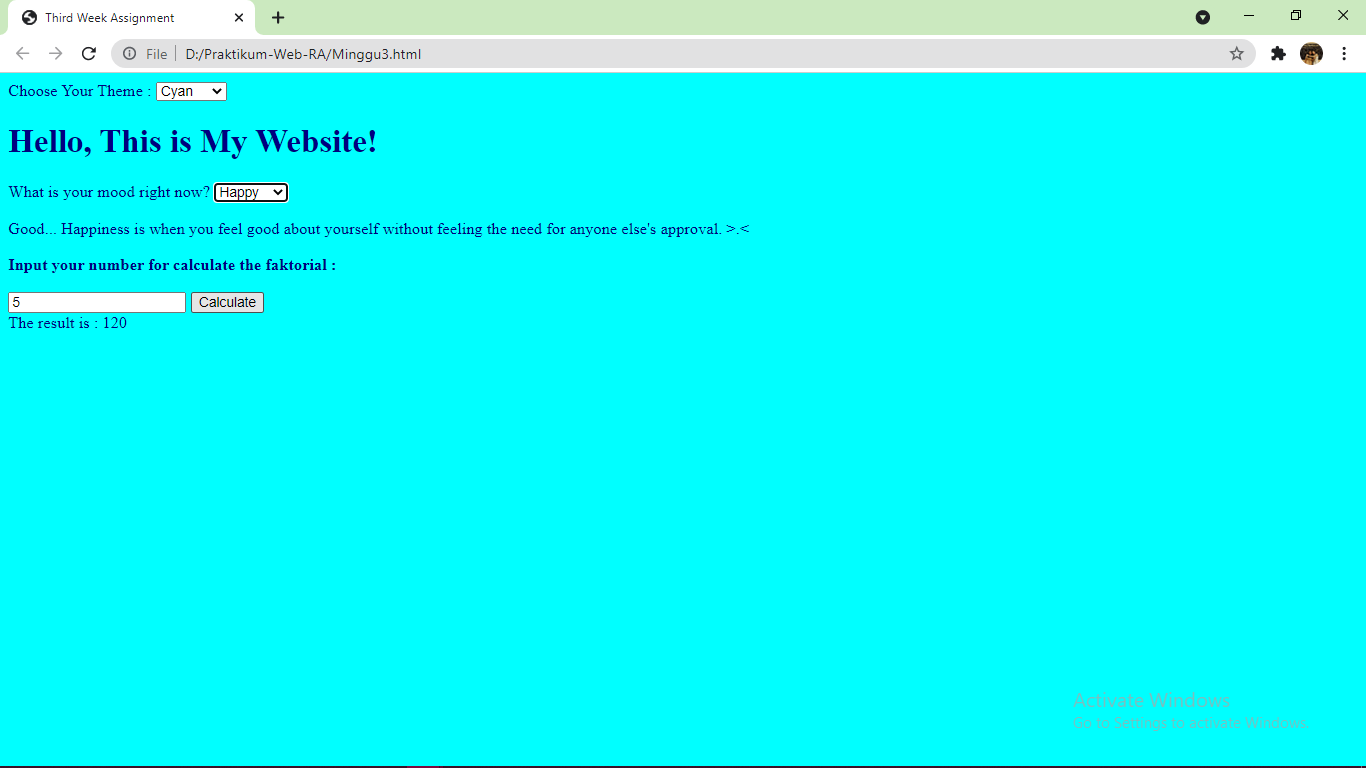 Third Week Assignment
File D:/Praktikum-Web-RA/Minggu3.html
Choose Your Theme : Cyan
Hello, This is My Website!
What is your mood right now? Happy
Good... Happiness is when you feel good about yourself without feeling the need for anyone else's approval. >.<
Input your number for calculate the faktorial :
5 Calculate
The result is : 120
Activate Windows
Go to Settings to activate Windows.